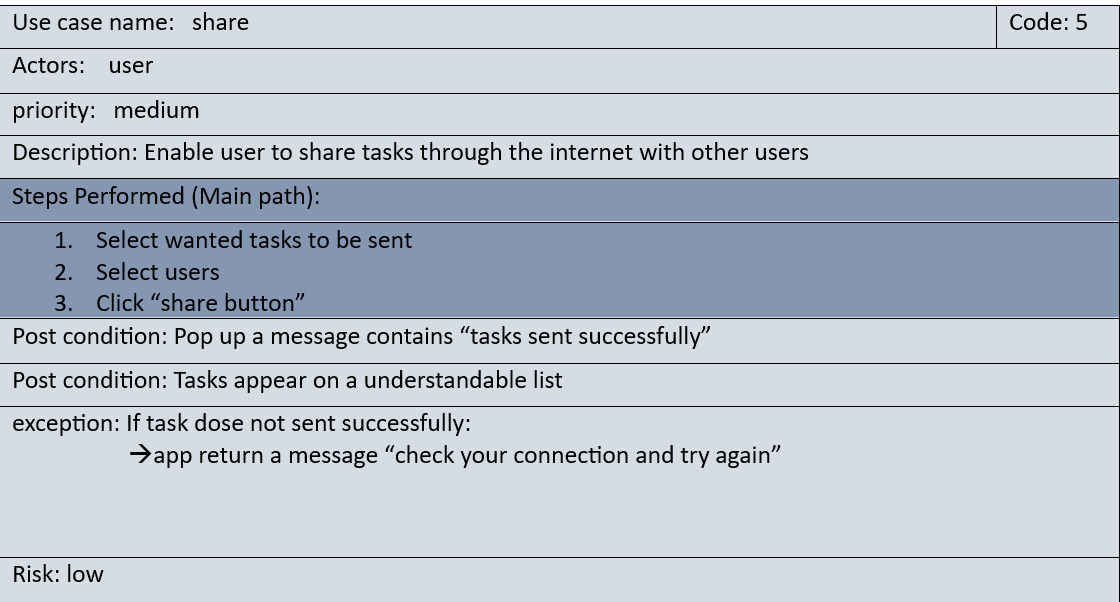 Use case name: share
Code: 5
Actors: user
priority: medium
Description: Enable user to share tasks through the internet with other users
Steps Performed (Main path):
1. Select wanted tasks to be sent
2. Select users
3. Click “share button”
Post condition: Pop up a message contains “tasks sent successfully”
Post condition: Tasks appear on a understandable list
exception: If task dose not sent successfully:
→app return a message “check your connection and try again”
Risk: low